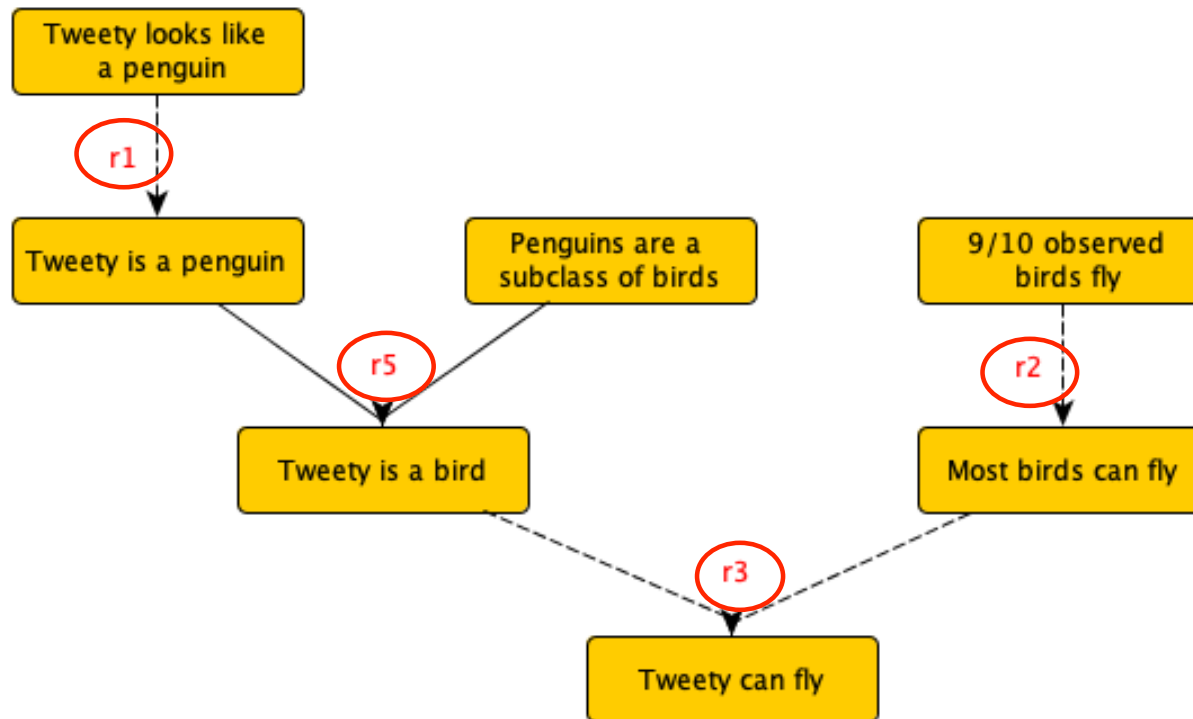 Tweety looks like
a penguin
r1
Tweety is a penguin
Penguins are a
subclass of birds
9/10 observed
birds fly
r5
r2
Tweety is a bird
Most birds can fly
r3
Tweety can fly